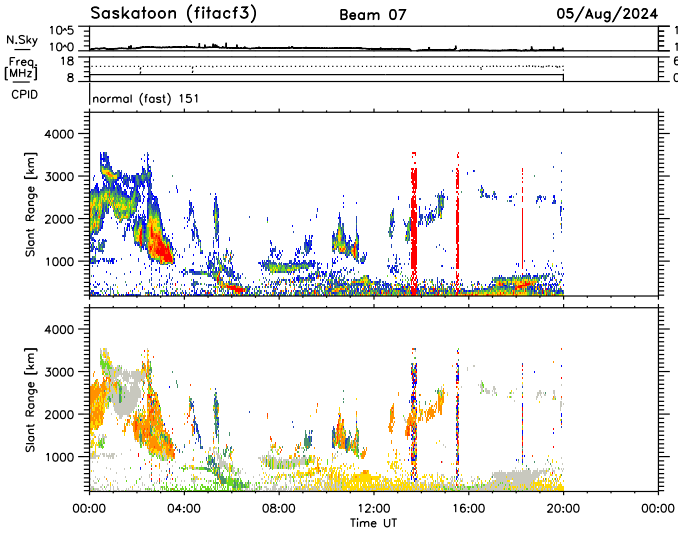 Saskatoon (fitacf3) Beam 07 05/Aug/2024
N.Sky 10^5 10^0 1 1
Freq. [MHz] 18 8 6 0
CPID normal (fast) 151
Slant Range [km] 4000 3000 2000 1000
Slant Range [km] 4000 3000 2000 1000
00:00 04:00 08:00 12:00 16:00 20:00 00:00
Time UT